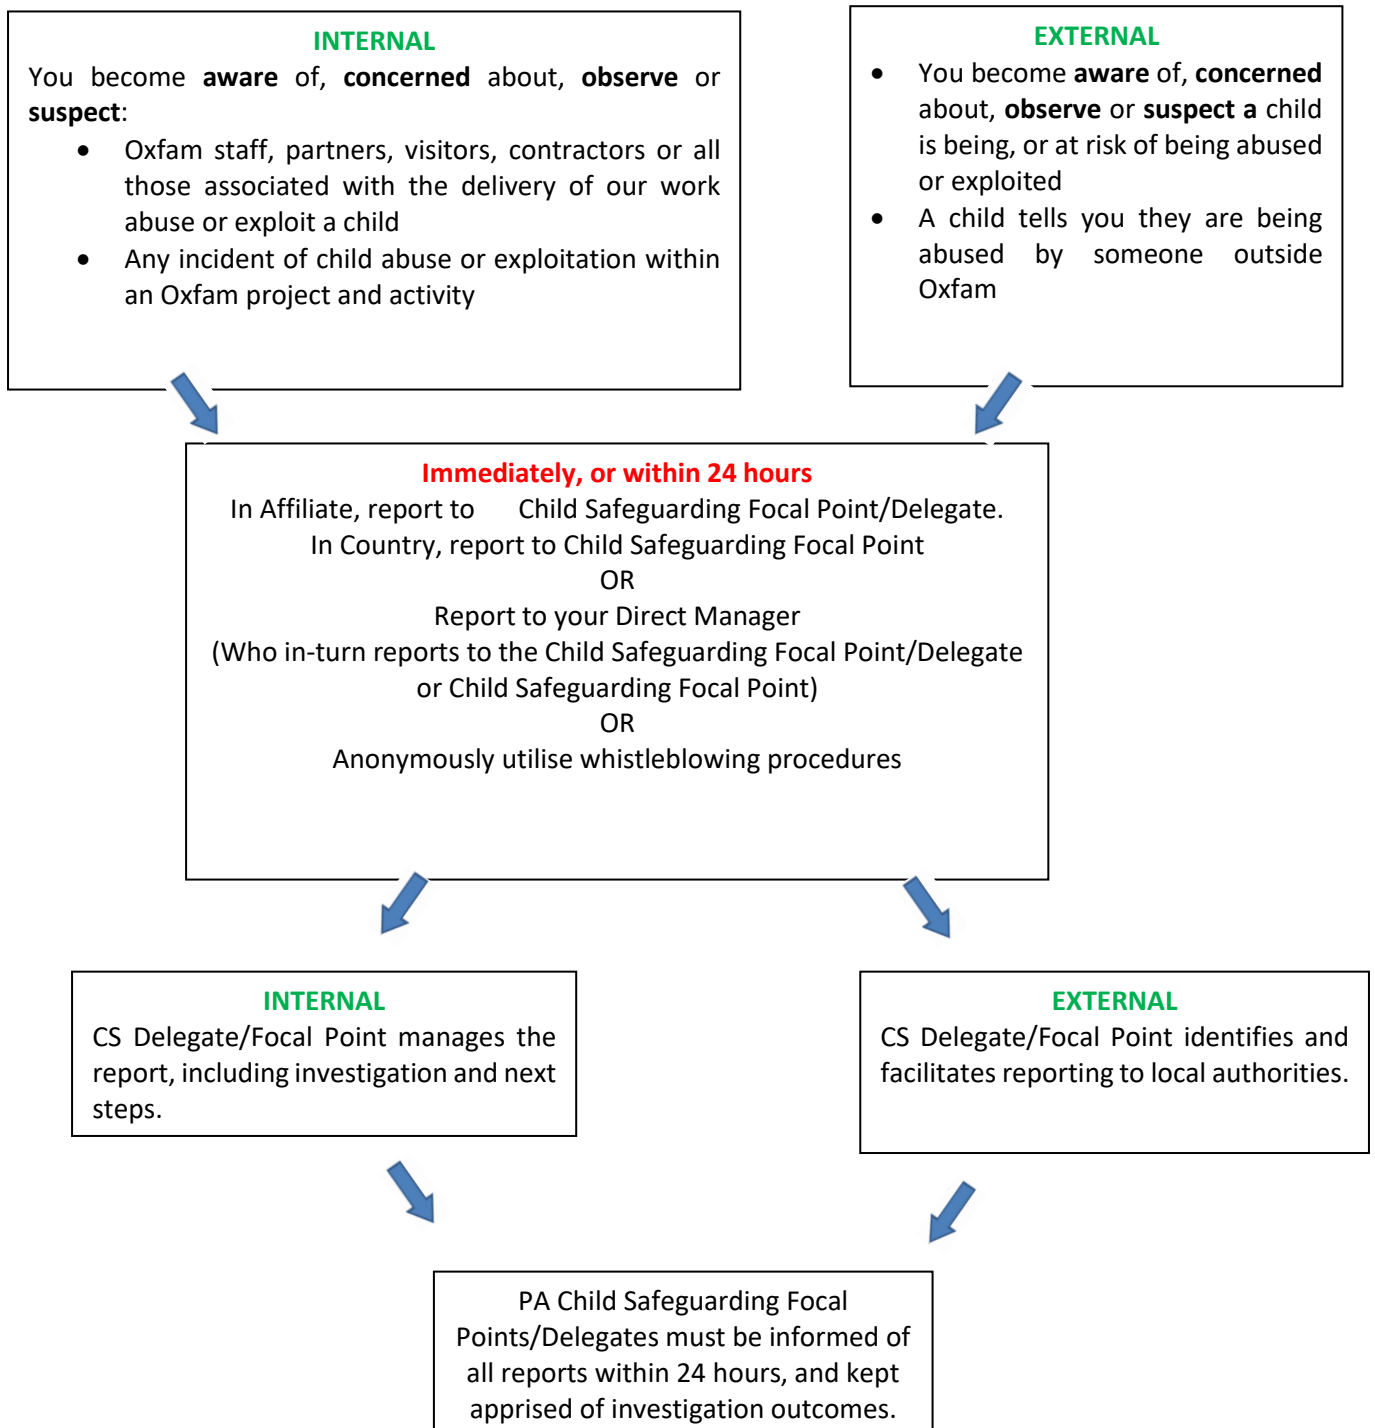 INTERNAL
You become aware of, concerned about, observe or
suspect:
• Oxfam staff, partners, visitors, contractors or all
those associated with the delivery of our work
abuse or exploit a child
• Any incident of child abuse or exploitation within
an Oxfam project and activity
EXTERNAL
• You become aware of, concerned
about, observe or suspect a child
is being, or at risk of being abused
or exploited
• A child tells you they are being
abused by someone outside
Oxfam
Immediately, or within 24 hours
In Affiliate, report to Child Safeguarding Focal Point/Delegate.
In Country, report to Child Safeguarding Focal Point
OR
Report to your Direct Manager
(Who in-turn reports to the Child Safeguarding Focal Point/Delegate
or Child Safeguarding Focal Point)
OR
Anonymously utilise whistleblowing procedures
INTERNAL
CS Delegate/Focal Point manages the
report, including investigation and next
steps.
EXTERNAL
CS Delegate/Focal Point identifies and
facilitates reporting to local authorities.
PA Child Safeguarding Focal
Points/Delegates must be informed of
all reports within 24 hours, and kept
apprised of investigation outcomes.